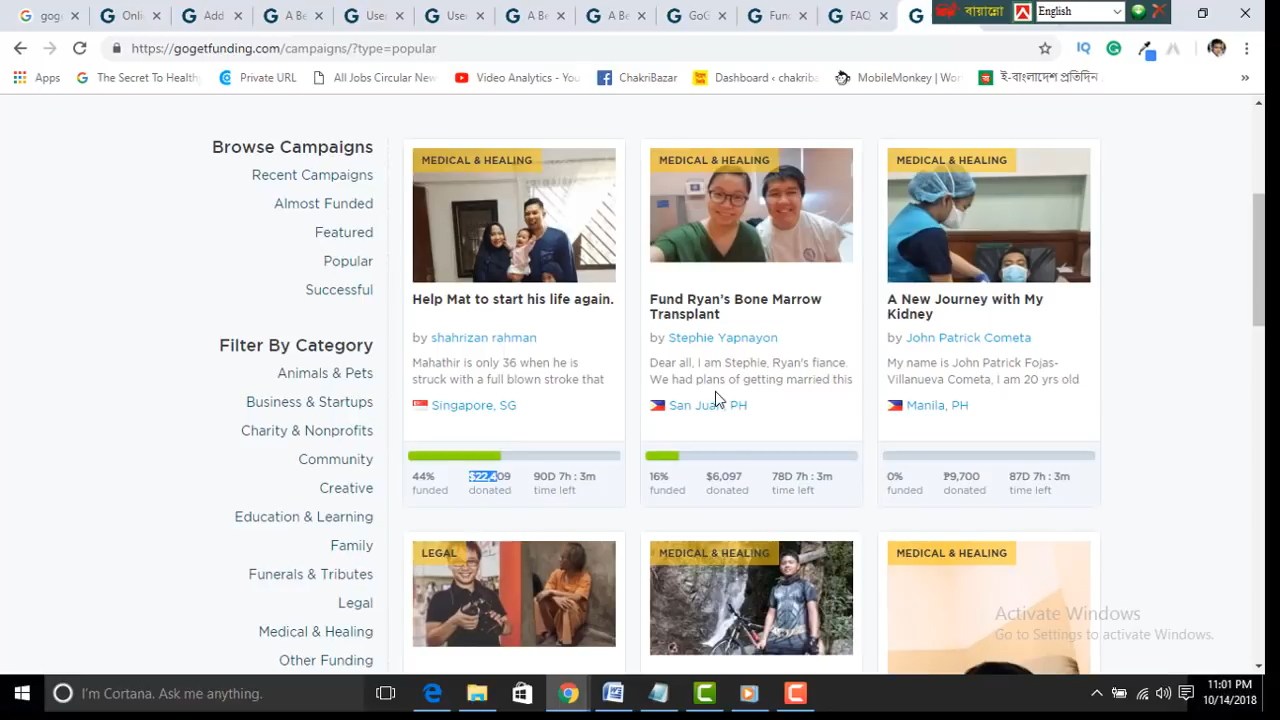 gog
Onli
Add
A B
User
User
A Be
A Be
GoG
Fun
FAQ
বায়ান্নো
English
https://gogetfunding.com/campaigns/?type=popular
Apps
The Secret To Health
Private URL
All Jobs Circular New
Video Analytics - You
ChakriBazar
Dashboard ‹ chakriba
MobileMonkey | Wor
ই-বাংলাদেশ প্রতিদিন
»
Browse Campaigns
Recent Campaigns
Almost Funded
Featured
Popular
Successful
Filter By Category
Animals & Pets
Business & Startups
Charity & Nonprofits
Community
Creative
Education & Learning
Family
Funerals & Tributes
Legal
Medical & Healing
Other Funding
MEDICAL & HEALING
Help Mat to start his life again.
by shahrizan rahman
Mahathir is only 36 when he is
struck with a full blown stroke that
Singapore, SG
44% $22,409 90D 7h : 3m
funded donated time left
MEDICAL & HEALING
Fund Ryan's Bone Marrow
Transplant
by Stephie Yapnayon
Dear all, I am Stephie, Ryan's fiance.
We had plans of getting married this
San Juan, PH
16% $6,097 78D 7h : 3m
funded donated time left
MEDICAL & HEALING
A New Journey with My
Kidney
by John Patrick Cometa
My name is John Patrick Fojas-
Villanueva Cometa, I am 20 yrs old
Manila, PH
0% ₱9,700 87D 7h : 3m
funded donated time left
LEGAL
MEDICAL & HEALING
MEDICAL & HEALING
Activate Windows
Go to Settings to activate Windows.
I'm Cortana. Ask me anything.
11:01 PM
10/14/2018